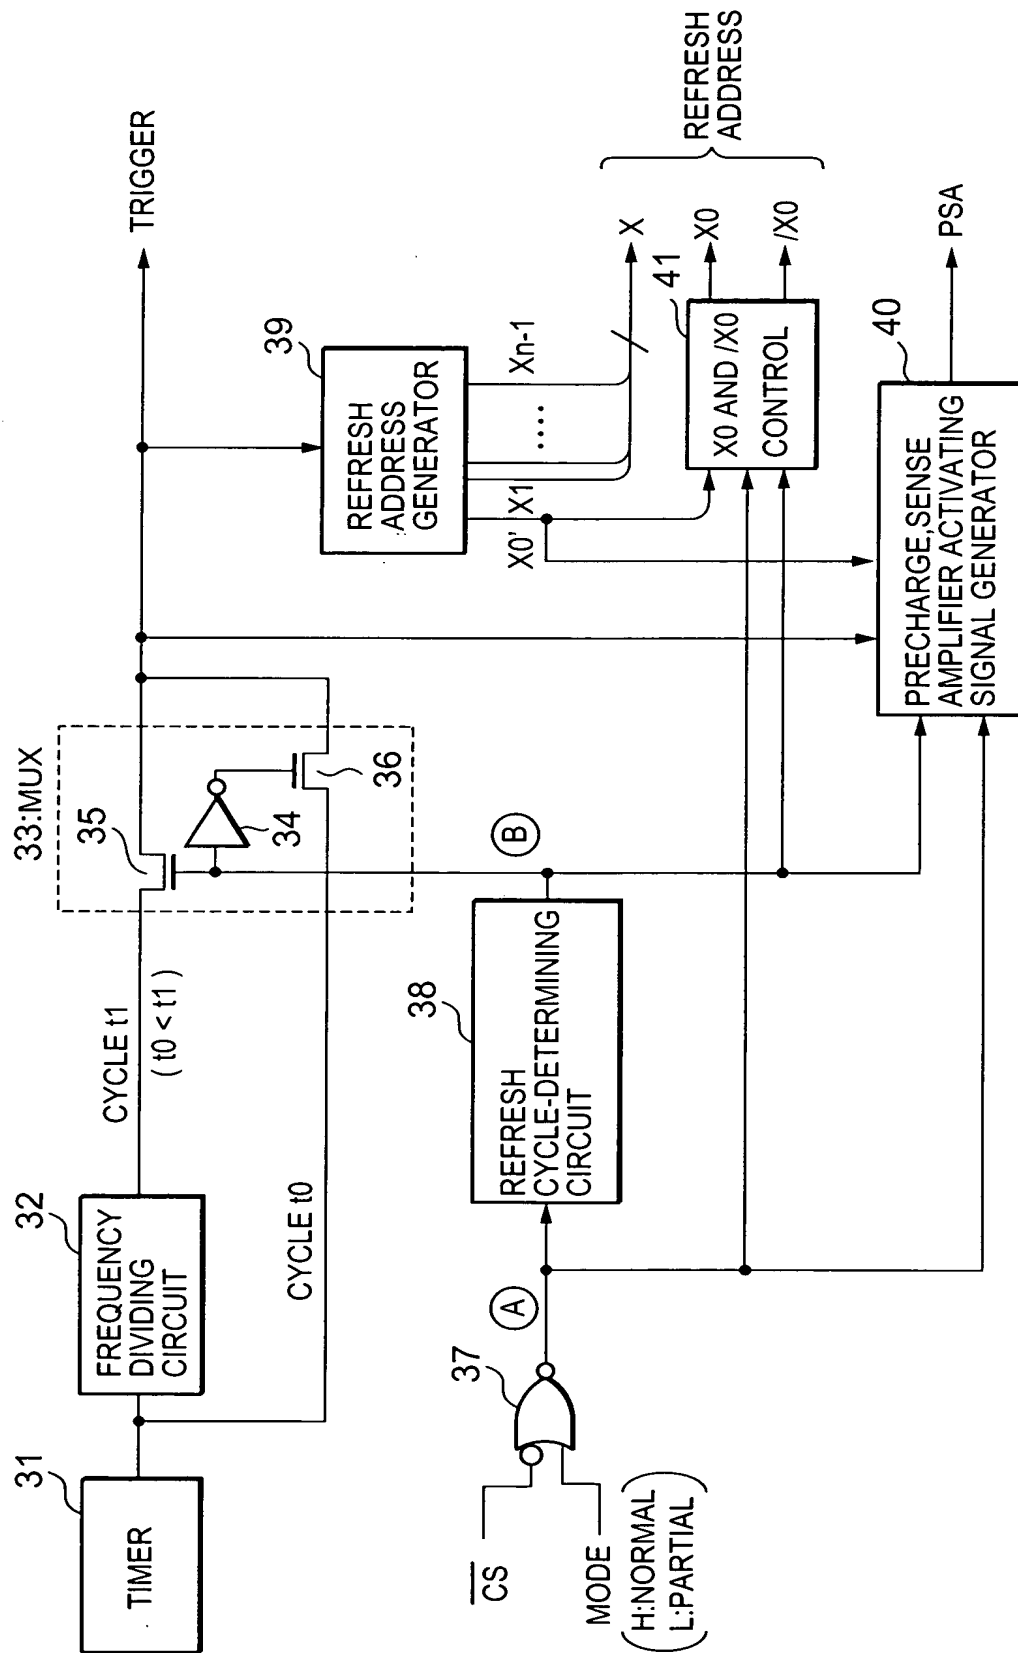 31
TIMER
32
FREQUENCY
DIVIDING
CIRCUIT
CYCLE t1
( t0 < t1 )
CYCLE t0
33:MUX
35
34
36
TRIGGER
39
REFRESH
ADDRESS
GENERATOR
X0'
X1
....
Xn-1
X
REFRESH
ADDRESS
41
X0 AND /X0
CONTROL
X0
/X0
40
PRECHARGE,SENSE
AMPLIFIER ACTIVATING
SIGNAL GENERATOR
PSA
38
REFRESH
CYCLE-DETERMINING
CIRCUIT
B
A
37
CS
MODE
(H:NORMAL
L:PARTIAL)